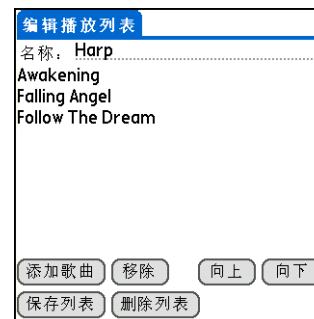 编辑播放列表
名称：Harp
Awakening
Falling Angel
Follow The Dream
添加歌曲 移除 向上 向下
保存列表 删除列表